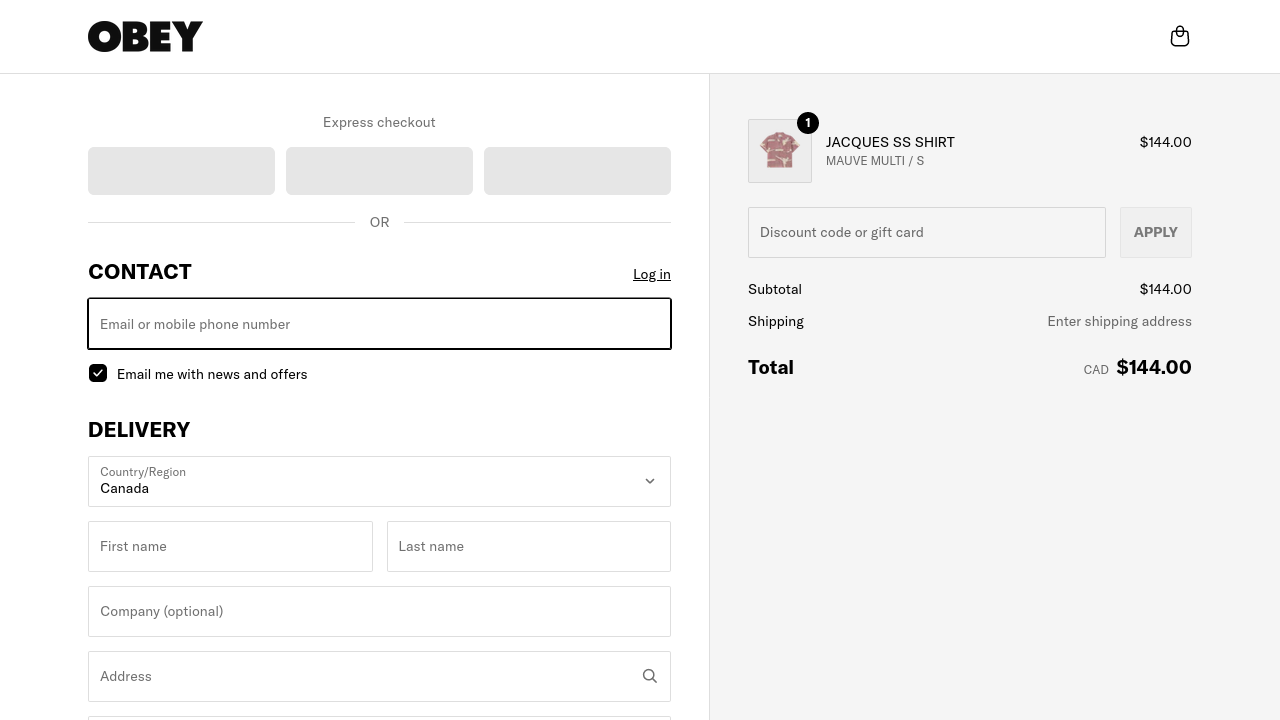 OBEY
Express checkout
OR
CONTACT
Log in
Email or mobile phone number
Email me with news and offers
DELIVERY
Country/Region
Canada
First name
Last name
Company (optional)
Address
1
JACQUES SS SHIRT
$144.00
MAUVE MULTI / S
Discount code or gift card
APPLY
Subtotal
$144.00
Shipping
Enter shipping address
Total
CAD $144.00